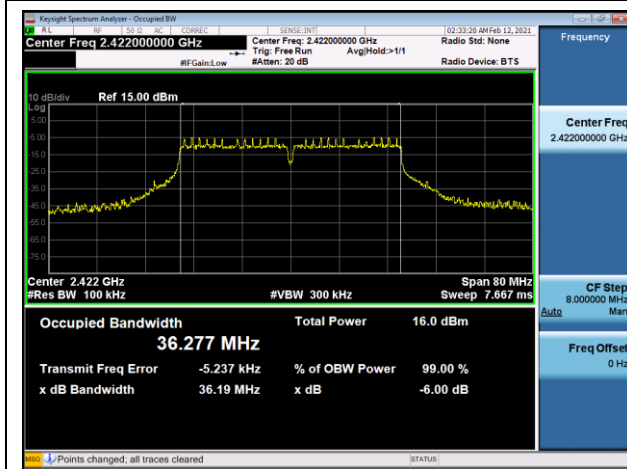 Keysight Spectrum Analyzer - Occupied BW
RL RF 50 Ω AC CORREC SENSE:INT 02:33:20 AM Feb 12, 2021
Center Freq 2.422000000 GHz Center Freq: 2.422000000 GHz Radio Std: None Frequency
Trig: Free Run Avg|Hold:>1/1
#IFGain:Low #Atten: 20 dB Radio Device: BTS
10 dB/div Ref 15.00 dBm
Log
5.00
-5.00
-15.0
-25.0
-35.0
-45.0
-55.0
-65.0
-75.0
Center Freq
2.422000000 GHz
Center 2.422 GHz Span 80 MHz
#Res BW 100 kHz #VBW 300 kHz Sweep 7.667 ms
CF Step
8.000000 MHz
Auto Man
Occupied Bandwidth Total Power 16.0 dBm
36.277 MHz
Transmit Freq Error -5.237 kHz % of OBW Power 99.00 %
x dB Bandwidth 36.19 MHz x dB -6.00 dB
Freq Offset
0 Hz
MSG Points changed; all traces cleared STATUS